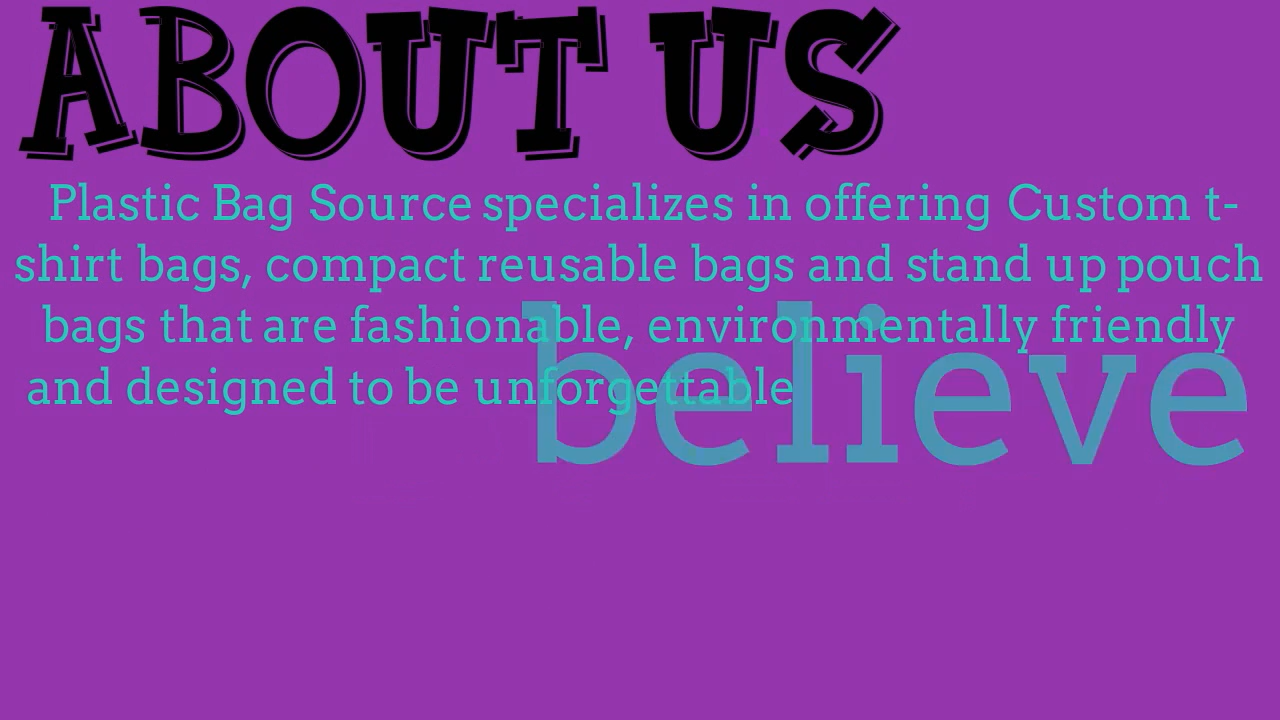 ABOUT US
Plastic Bag Source specializes in offering Custom t-
shirt bags, compact reusable bags and stand up pouch
bags that are fashionable, environmentally friendly
and designed to be unforgettable
believe